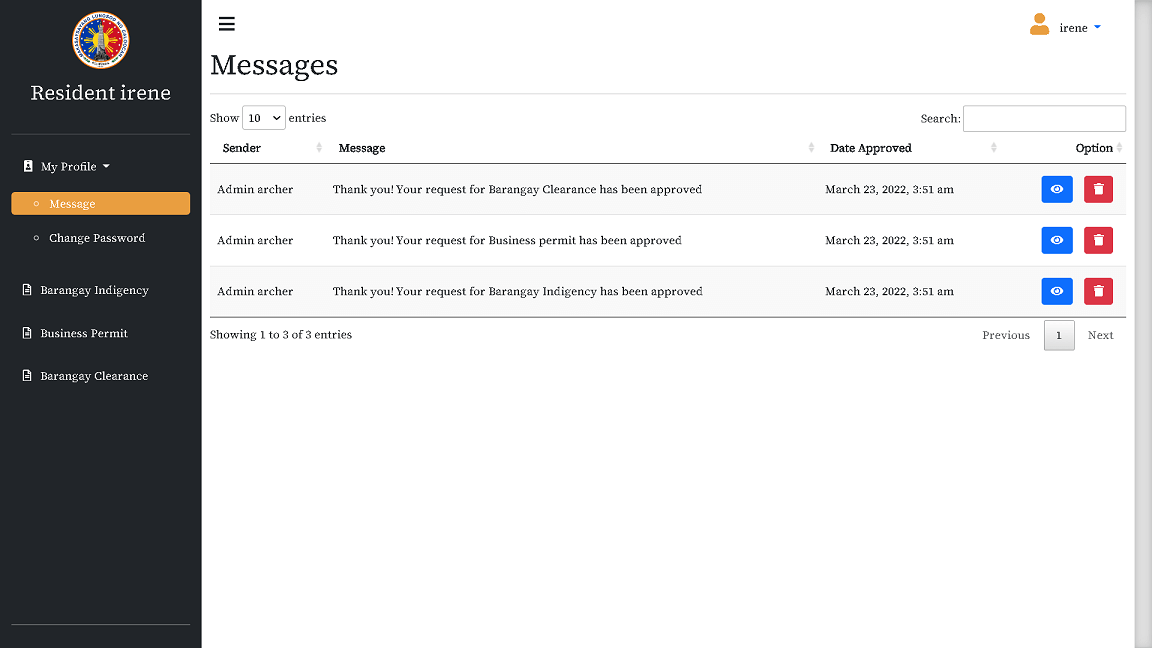 irene
Resident irene
Messages
Show 10 entries
Search:
Sender Message Date Approved Option
My Profile
Message
Change Password
Barangay Indigency
Business Permit
Barangay Clearance
Admin archer Thank you! Your request for Barangay Clearance has been approved March 23, 2022, 3:51 am
Admin archer Thank you! Your request for Business permit has been approved March 23, 2022, 3:51 am
Admin archer Thank you! Your request for Barangay Indigency has been approved March 23, 2022, 3:51 am
Showing 1 to 3 of 3 entries
Previous 1 Next